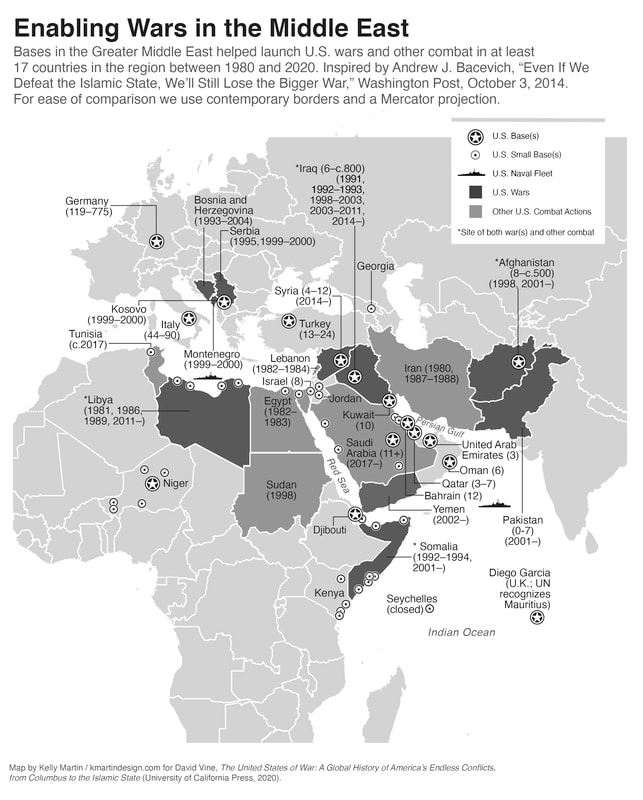 Enabling Wars in the Middle East
Bases in the Greater Middle East helped launch U.S. wars and other combat in at least
17 countries in the region between 1980 and 2020. Inspired by Andrew J. Bacevich, “Even If We
Defeat the Islamic State, We’ll Still Lose the Bigger War,” Washington Post, October 3, 2014.
For ease of comparison we use contemporary borders and a Mercator projection.
U.S. Base(s)
U.S. Small Base(s)
U.S. Naval Fleet
U.S. Wars
Other U.S. Combat Actions
*Site of both war(s) and other combat
*Iraq (6–c.800)
(1991,
1992–1993,
1998–2003,
2003–2011,
2014–)
Germany
(119–775)
Bosnia and
Herzegovina
(1993–2004)
Serbia
(1995, 1999–2000)
Georgia
*Afghanistan
(8–c.500)
(1998, 2001–)
Syria (4–12)
(2014–)
Kosovo
(1999–2000)
Italy
(44–90)
Turkey
(13–24)
Tunisia
(c.2017)
Montenegro
(1999–2000)
Lebanon
(1982–1984)
Iran (1980,
1987–1988)
Israel (8)
*Libya
(1981, 1986,
1989, 2011–)
Egypt
(1982–
1983)
Jordan
Kuwait
(10)
Persian Gulf
Saudi
Arabia (11+)
(2017–)
United Arab
Emirates (3)
Oman (6)
Red Sea
Qatar (3–7)
Niger
Sudan
(1998)
Bahrain (12)
Yemen
(2002–)
Djibouti
Pakistan
(0-7)
(2001–)
* Somalia
(1992–1994,
2001–)
Kenya
Seychelles
(closed)
Diego Garcia
(U.K.; UN
recognizes
Mauritius)
Indian Ocean
Map by Kelly Martin / kmartindesign.com for David Vine, The United States of War: A Global History of America’s Endless Conflicts,
from Columbus to the Islamic State (University of California Press, 2020).